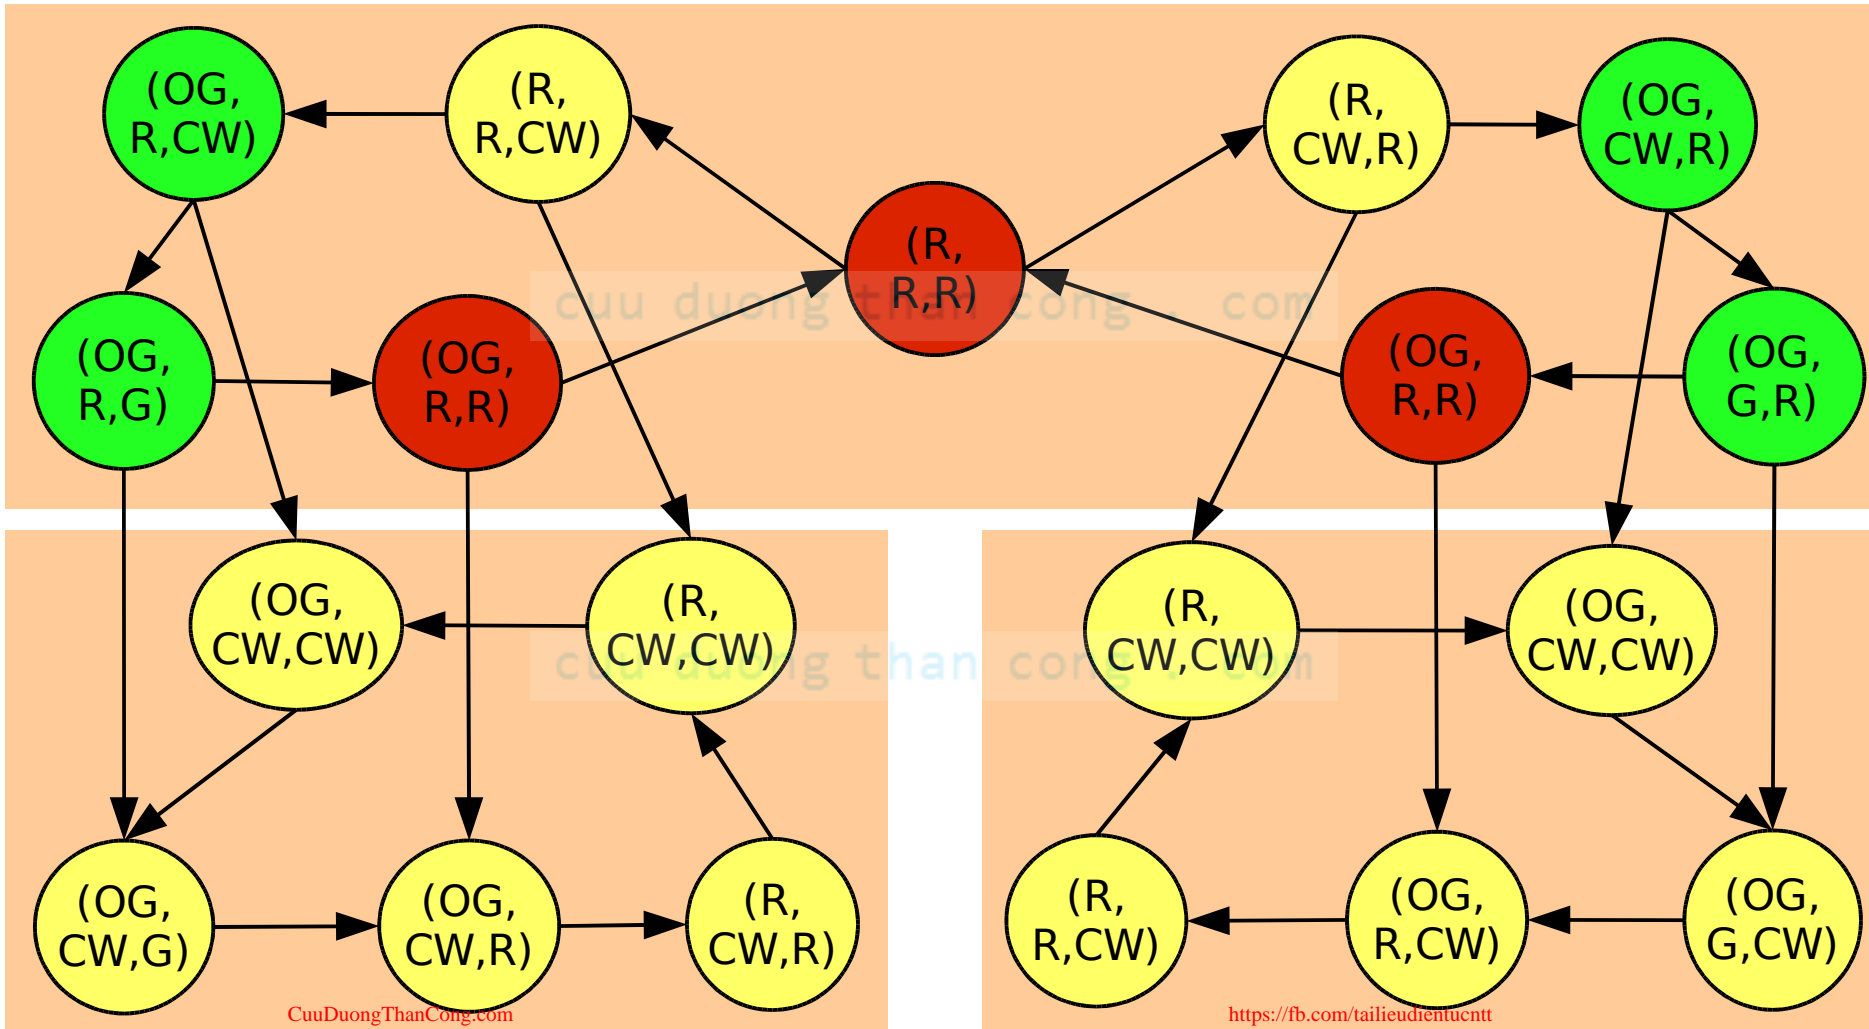 (OG,
R,CW)
(R,
R,CW)
(R,
CW,R)
(OG,
CW,R)
(R,
R,R)
(OG,
R,G)
(OG,
R,R)
(OG,
R,R)
(OG,
G,R)
cuu duong than cong . com
(OG,
CW,CW)
(R,
CW,CW)
(R,
CW,CW)
(OG,
CW,CW)
cuu duong than cong . com
(OG,
CW,G)
(OG,
CW,R)
(R,
CW,R)
(R,
R,CW)
(OG,
R,CW)
(OG,
G,CW)
CuuDuongThanCong.com
https://fb.com/tailieudientucntt